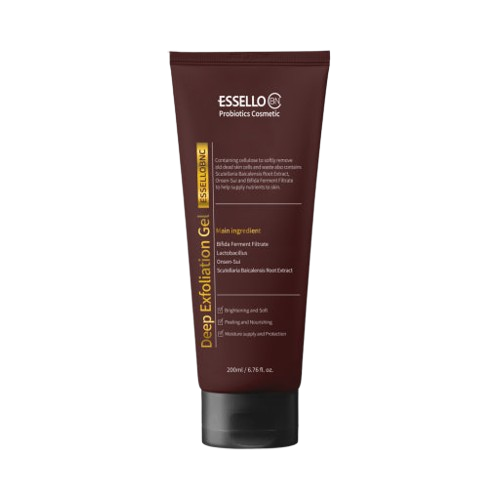 ESSELLO BN
Probiotics Cosmetic
Containing cellulose to softly remove
old dead skin cells and waste also contains
Scutellaria Baicalensis Root Extract,
Onsen-Sui and Bifida Ferment Filtrate
to help supply nutrients to skin.
Deep Exfoliation Gel ESSELLOBNC
Main ingredient
Bifida Ferment Filtrate
Lactobacillus
Onsen-Sui
Scutellaria Baicalensis Root Extract
Brightening and Soft
Peeling and Nourishing
Moisture supply and Protection
200ml / 6.76 fl. oz.